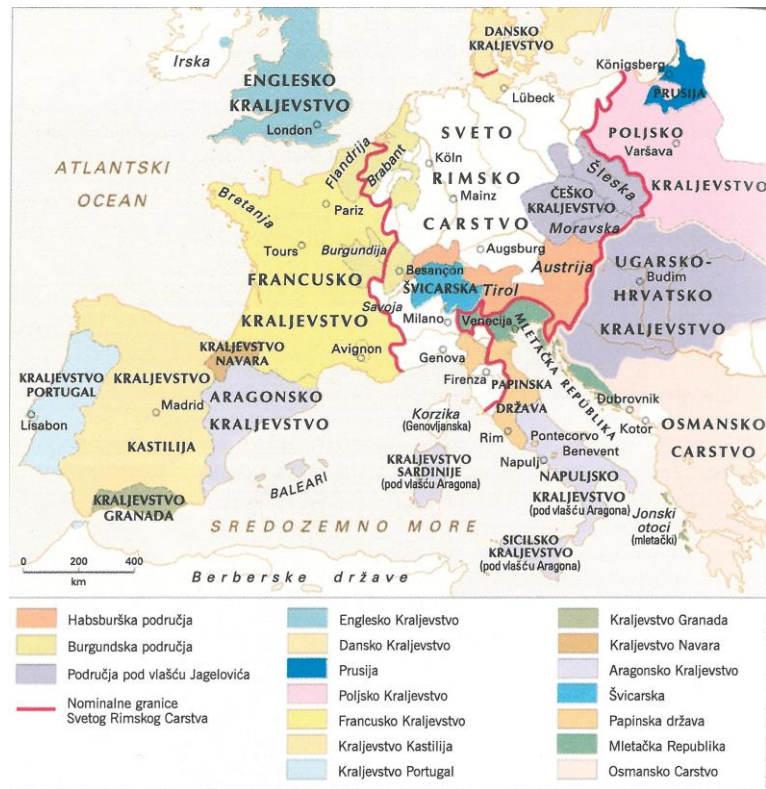 DANSKO
KRALJEVSTVO
Irska
Königsberg
ENGLESKO
KRALJEVSTVO
London
Lübeck
PRUSIJA
SVETO
RIMSKO
CARSTVO
POLJSKO
Varšava
KRALJEVSTVO
Flandrija
Brabant
Köln
Mainz
Šleska
ČEŠKO
KRALJEVSTVO
Moravska
ATLANTSKI
OCEAN
Bretanja
Pariz
Tours
Burgundija
Augsburg
Besançon
Austrija
UGARSKO-
Budim
HRVATSKO
KRALJEVSTVO
FRANCUSKO
KRALJEVSTVO
ŠVICARSKA
Tirol
Savoja
Milano
Venecija
MLETAČKA REPUBLIKA
KRALJEVSTVO
NAVARA
Avignon
Genova
Firenza
PAPINSKA
DRŽAVA
KRALJEVSTVO
PORTUGAL
Lisabon
KRALJEVSTVO
Madrid
KASTILIJA
ARAGONSKO
KRALJEVSTVO
Korzika
(Genovljanska)
Rim
Dubrovnik
Kotor
OSMANSKO
CARSTVO
Pontecorvo
Benevent
Napulj
KRALJEVSTVO
SARDINIJE
(pod vlašću Aragona)
NAPULJSKO
KRALJEVSTVO
(pod vlašću Aragona)
BALEARI
Jonski
otoci
(mletački)
KRALJEVSTVO
GRANADA
SREDOZEMNO MORE
SICILSKO
KRALJEVSTVO
(pod vlašću Aragona)
0 200 400
km
Berberske države
Habsburška područja
Burgundska područja
Područja pod vlašću Jagelovića
Nominalne granice
Svetog Rimskog Carstva
Englesko Kraljevstvo
Dansko Kraljevstvo
Prusija
Poljsko Kraljevstvo
Francusko Kraljevstvo
Kraljevstvo Kastilija
Kraljevstvo Portugal
Kraljevstvo Granada
Kraljevstvo Navara
Aragonsko Kraljevstvo
Švicarska
Papinska država
Mletačka Republika
Osmansko Carstvo